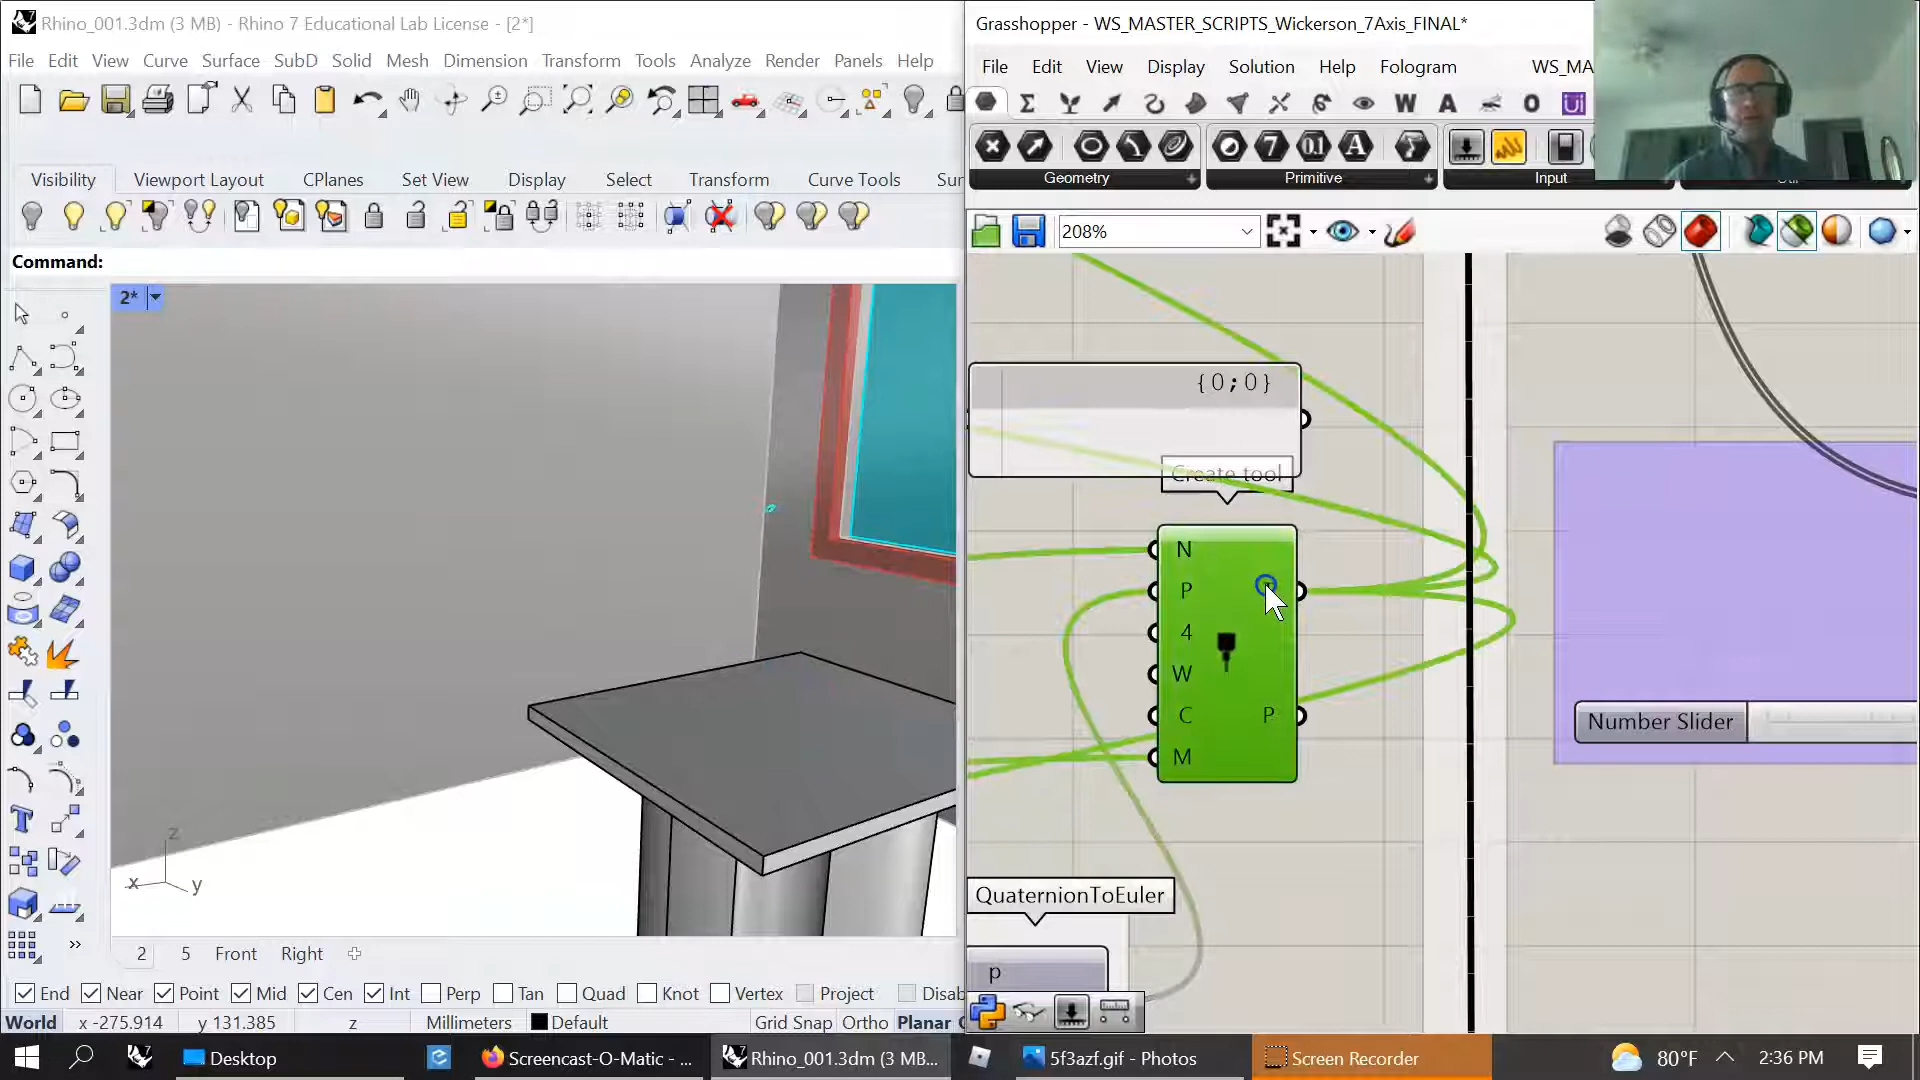 Rhino_001.3dm (3 MB) - Rhino 7 Educational Lab License - [2*]
File Edit View Curve Surface SubD Solid Mesh Dimension Transform Tools Analyze Render Panels Help
Visibility Viewport Layout CPlanes Set View Display Select Transform Curve Tools Sur
Command:
2*
z
x y
2 5 Front Right
End Near Point Mid Cen Int Perp Tan Quad Knot Vertex Project Disab
World x -275.914 y 131.385 z Millimeters Default Grid Snap Ortho Planar
Grasshopper - WS_MASTER_SCRIPTS_Wickerson_7Axis_FINAL*
File Edit View Display Solution Help Fologram WS_MA
Geometry Primitive Input
208%
{0;0}
Create tool
N
P
4
W
C P
M
Number Slider
QuaternionToEuler
p
Desktop Screencast-O-Matic - ... Rhino_001.3dm (3 MB... 5f3azf.gif - Photos Screen Recorder 80°F 2:36 PM